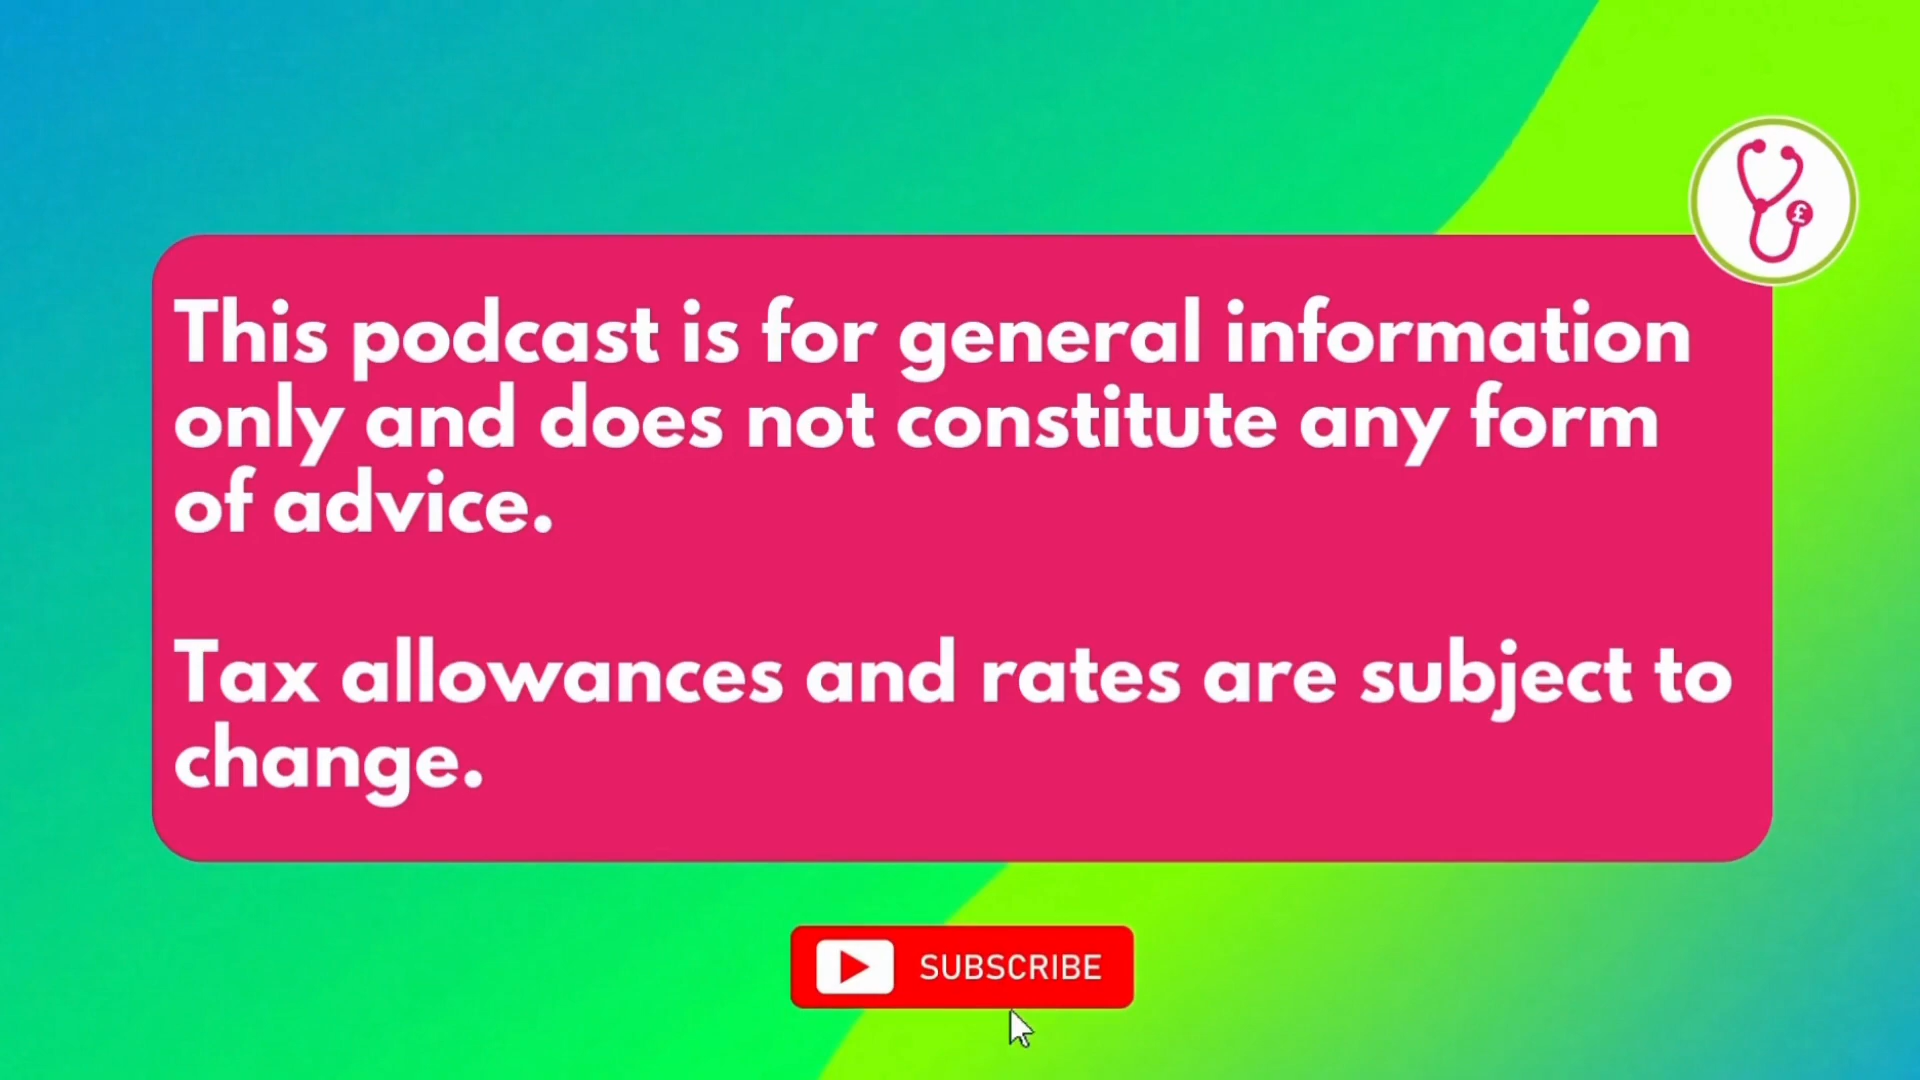 £
This podcast is for general information
only and does not constitute any form
of advice.
Tax allowances and rates are subject to
change.
SUBSCRIBE